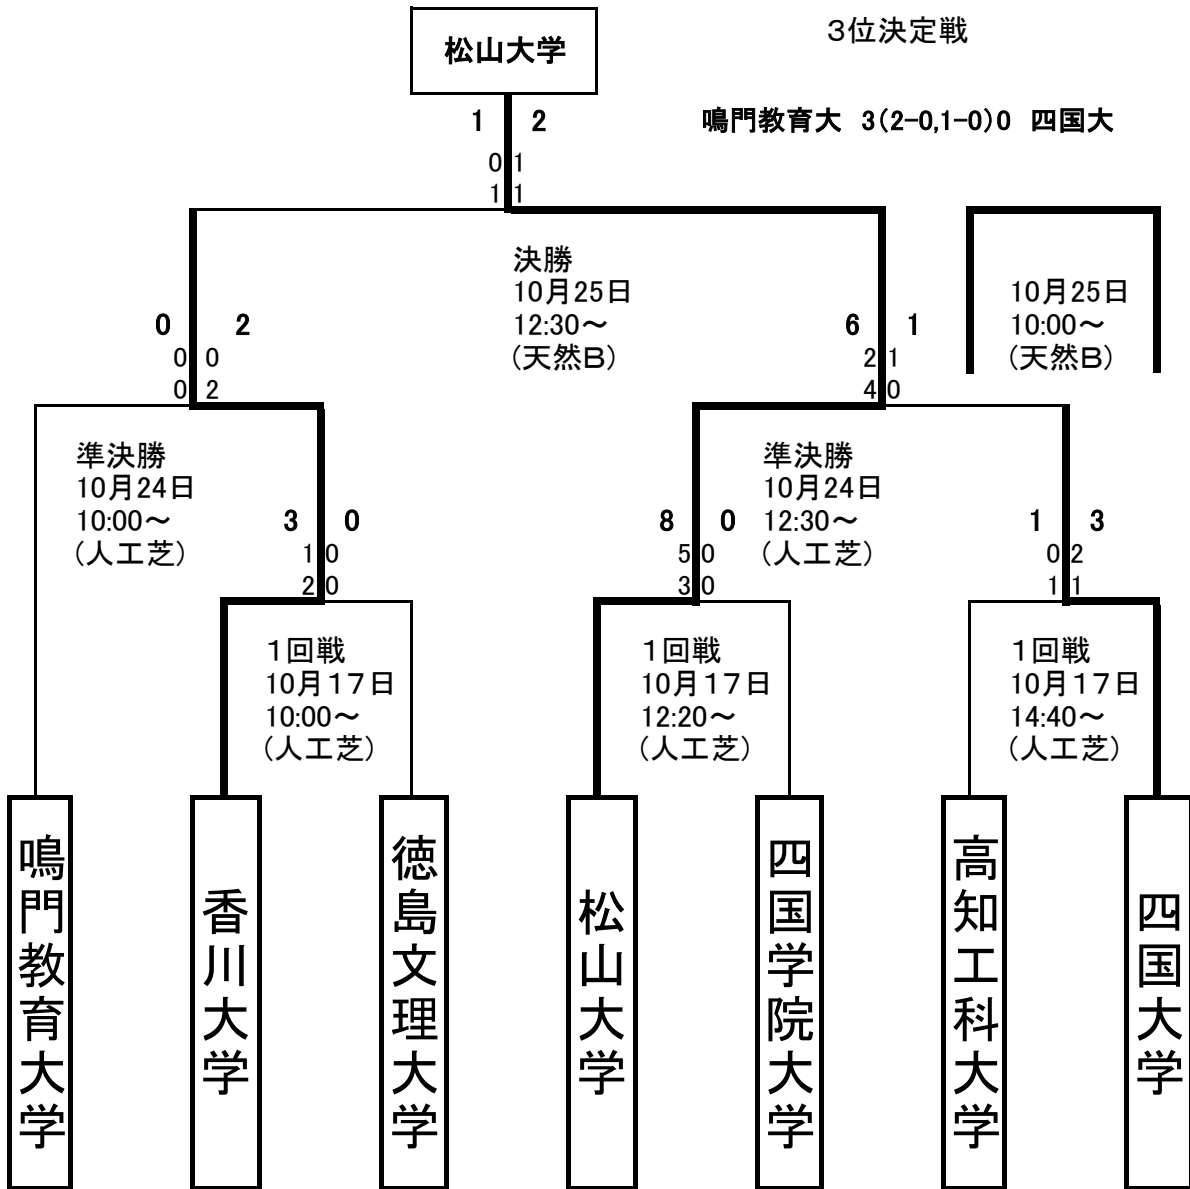 松山大学
３位決定戦
1 2
鳴門教育大 3(2-0,1-0)0 四国大
0 1
1 1
決勝
10月25日
12:30～
(天然Ｂ)
10月25日
10:00～
(天然Ｂ)
0 2
0 0
0 2
6 1
2 1
4 0
準決勝
10月24日
10:00～
(人工芝)
準決勝
10月24日
12:30～
(人工芝)
3 0
1 0
2 0
8 0
5 0
3 0
1 3
0 2
1 1
１回戦
10月１７日
10:00～
(人工芝)
１回戦
10月１７日
12:20～
(人工芝)
１回戦
10月１７日
14:40～
(人工芝)
鳴門教育大学
香川大学
徳島文理大学
松山大学
四国学院大学
高知工科大学
四国大学